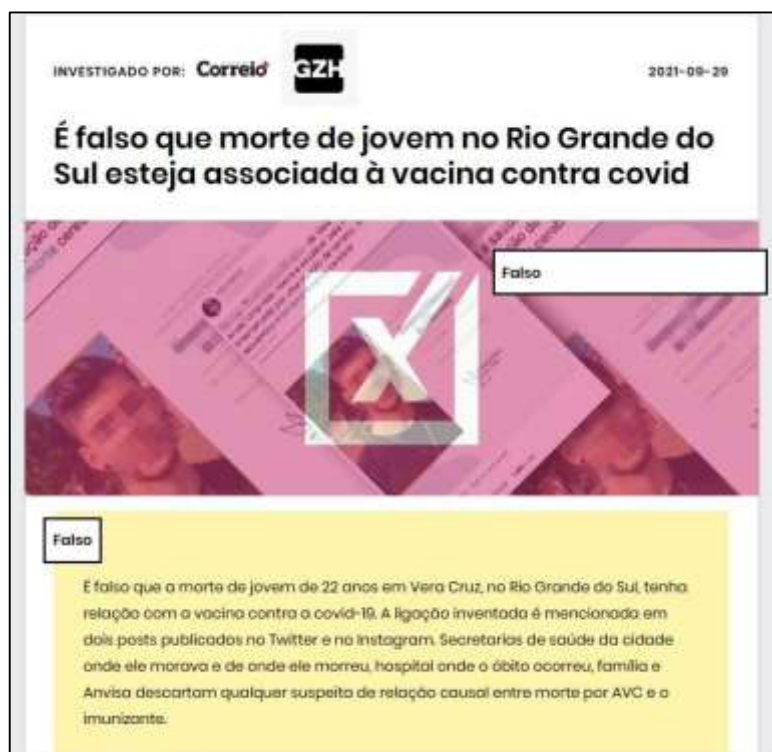 INVESTIGADO POR: Correio GZH
2021-09-29
É falso que morte de jovem no Rio Grande do
Sul esteja associada à vacina contra covid
Falso
Falso
É falso que a morte de jovem de 22 anos em Vera Cruz, no Rio Grande do Sul, tenha
relação com a vacina contra a covid-19. A ligação inventada é mencionada em
dois posts publicados no Twitter e no Instagram. Secretarias de saúde da cidade
onde ele morava e de onde ele morreu, hospital onde o óbito ocorreu, família e
Anvisa descartam qualquer suspeita de relação causal entre morte por AVC e o
imunizante.